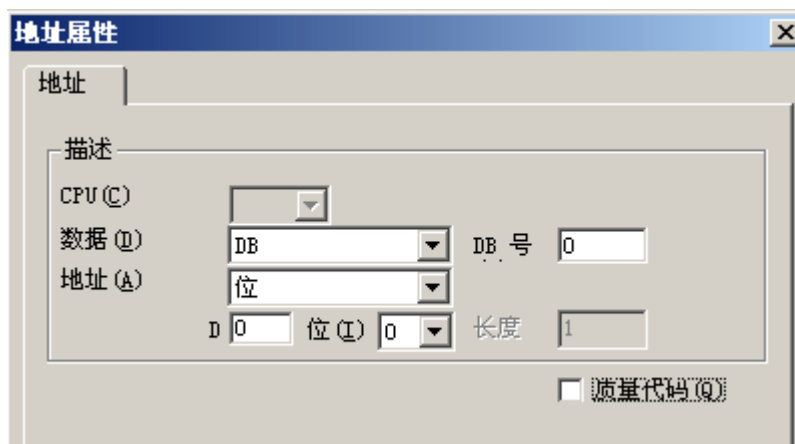 地址属性
地址
描述
CPU(C)
数据(D) DB DB 号 0
地址(A) 位
D 0 位(I) 0 长度 1
质量代码(Q)